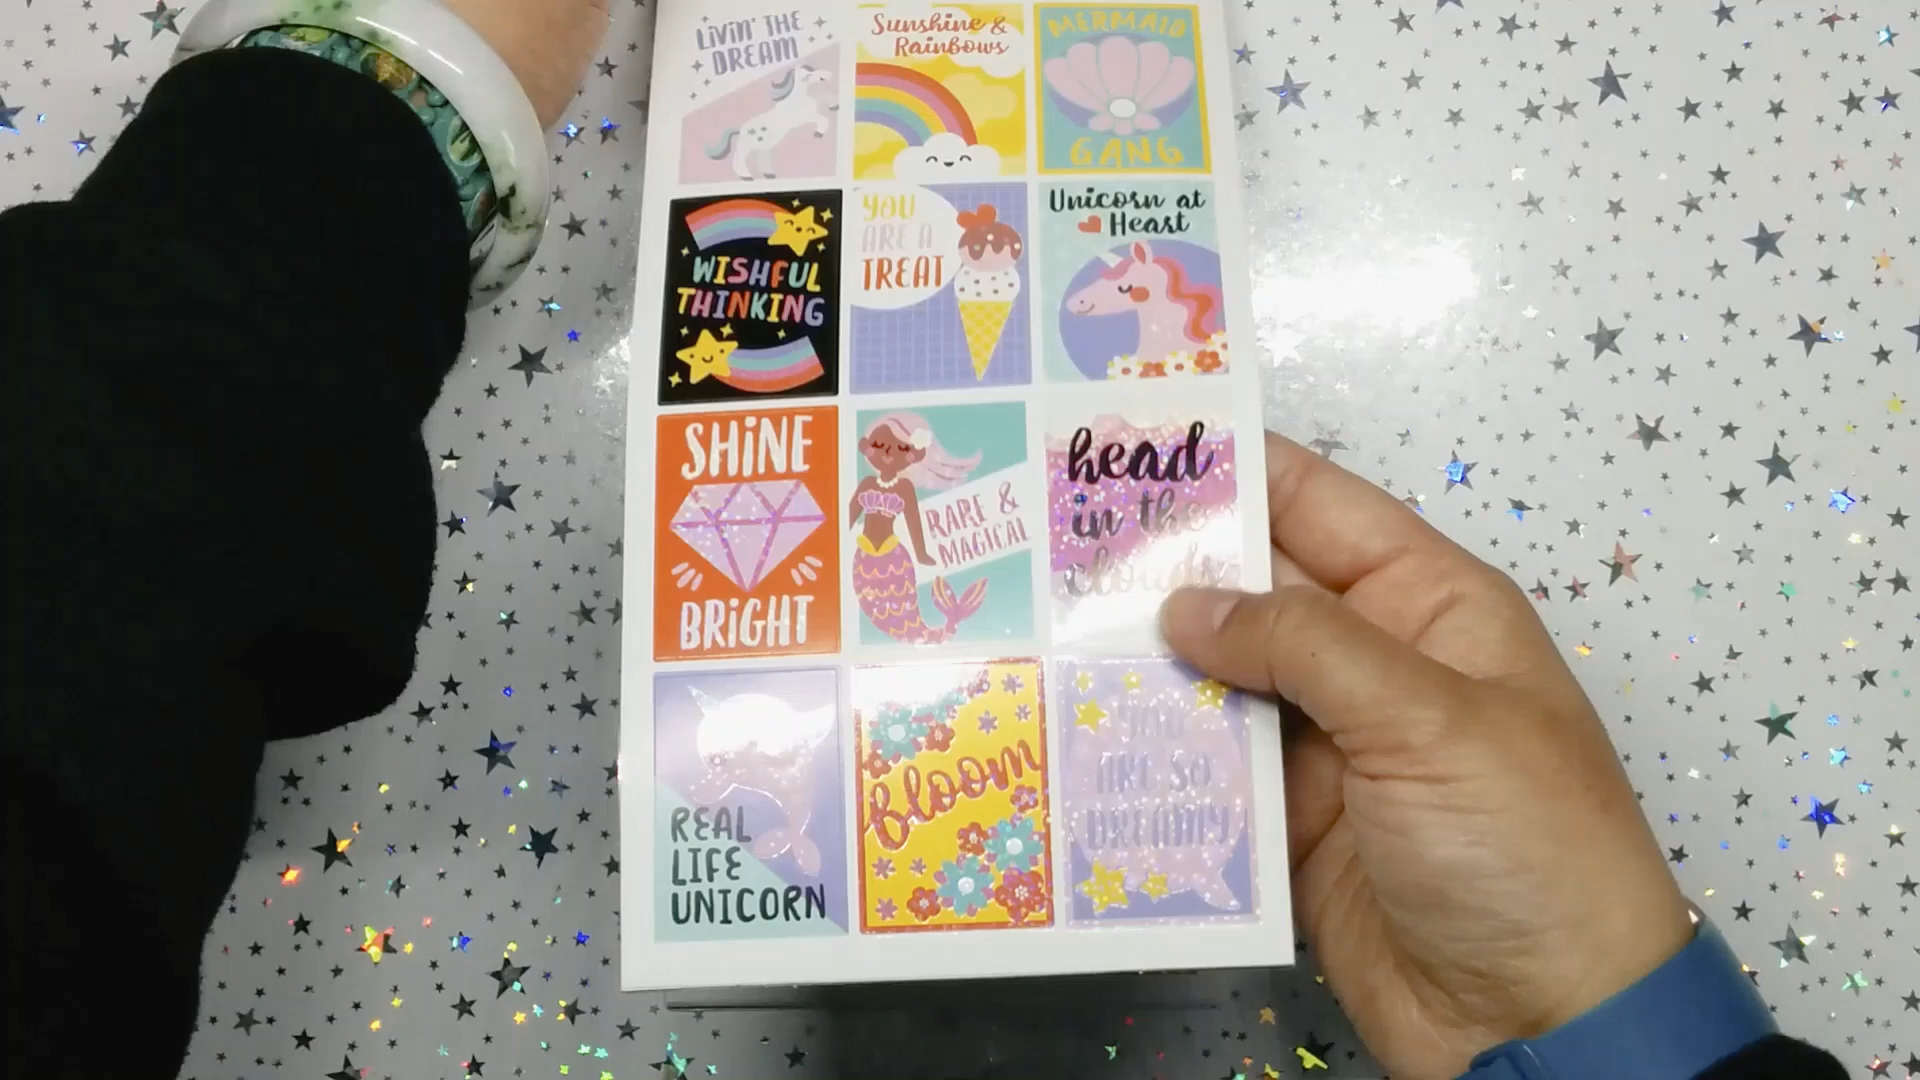 LIVIN' THE
DREAM
Sunshine &
Rainbows
MERMAID
GANG
WISHFUL
THINKING
YOU
ARE A
TREAT
Unicorn at
Heart
SHINE
BRIGHT
RARE &
MAGICAL
head
in the
clouds
REAL
LIFE
UNICORN
bloom
YOU
ARE SO
DREAMY